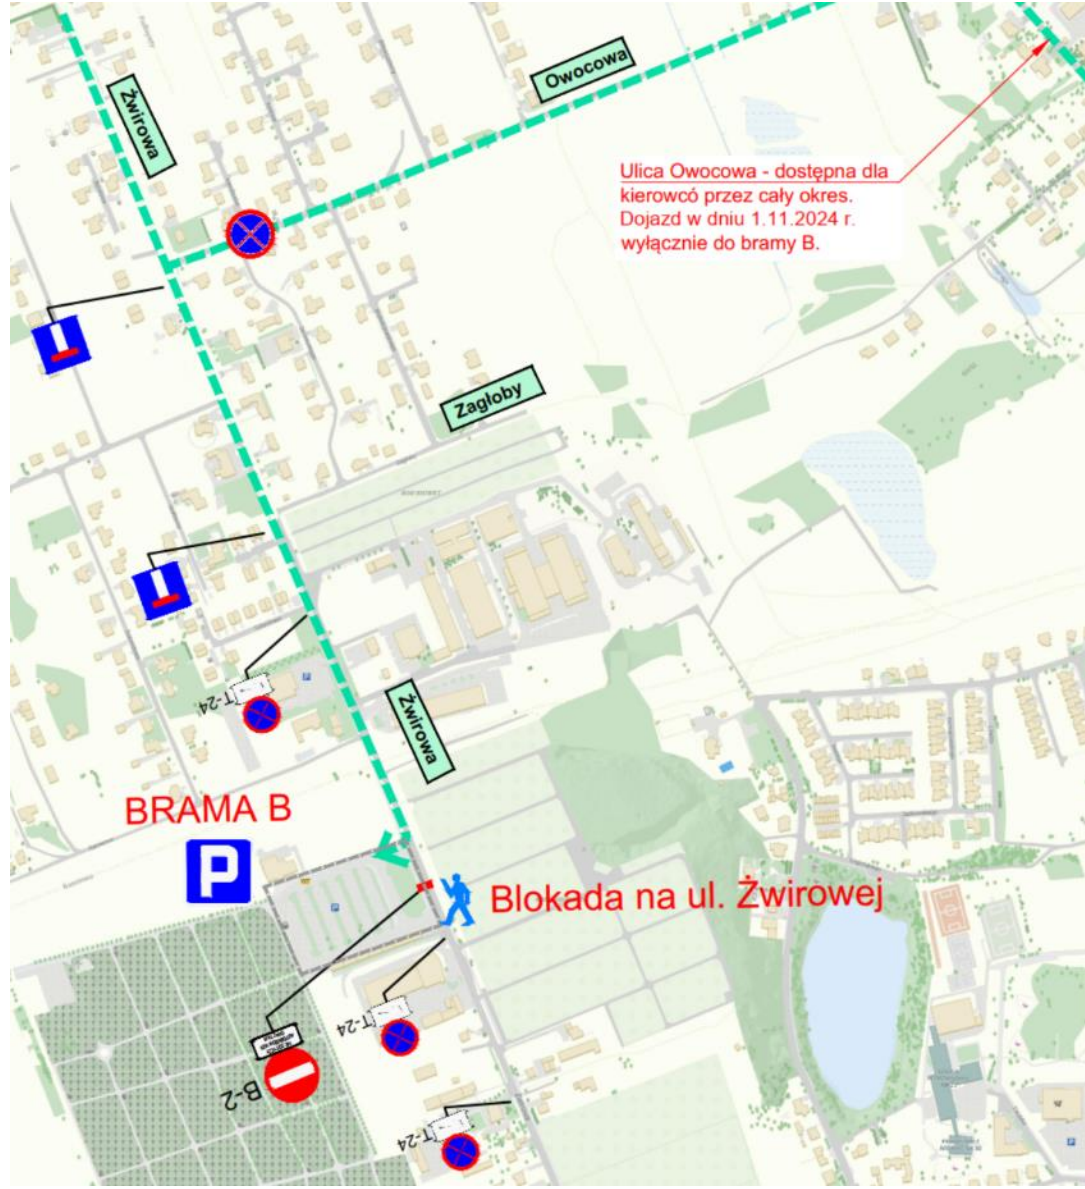 Owocowa
Żwirowa
Ulica Owocowa - dostępna dla
kierowcó przez cały okres.
Dojazd w dniu 1.11.2024 r.
wyłącznie do bramy B.
Zagłoby
T-24
Żwirowa
BRAMA B
P
Blokada na ul. Żwirowej
T-24
B-2
T-24